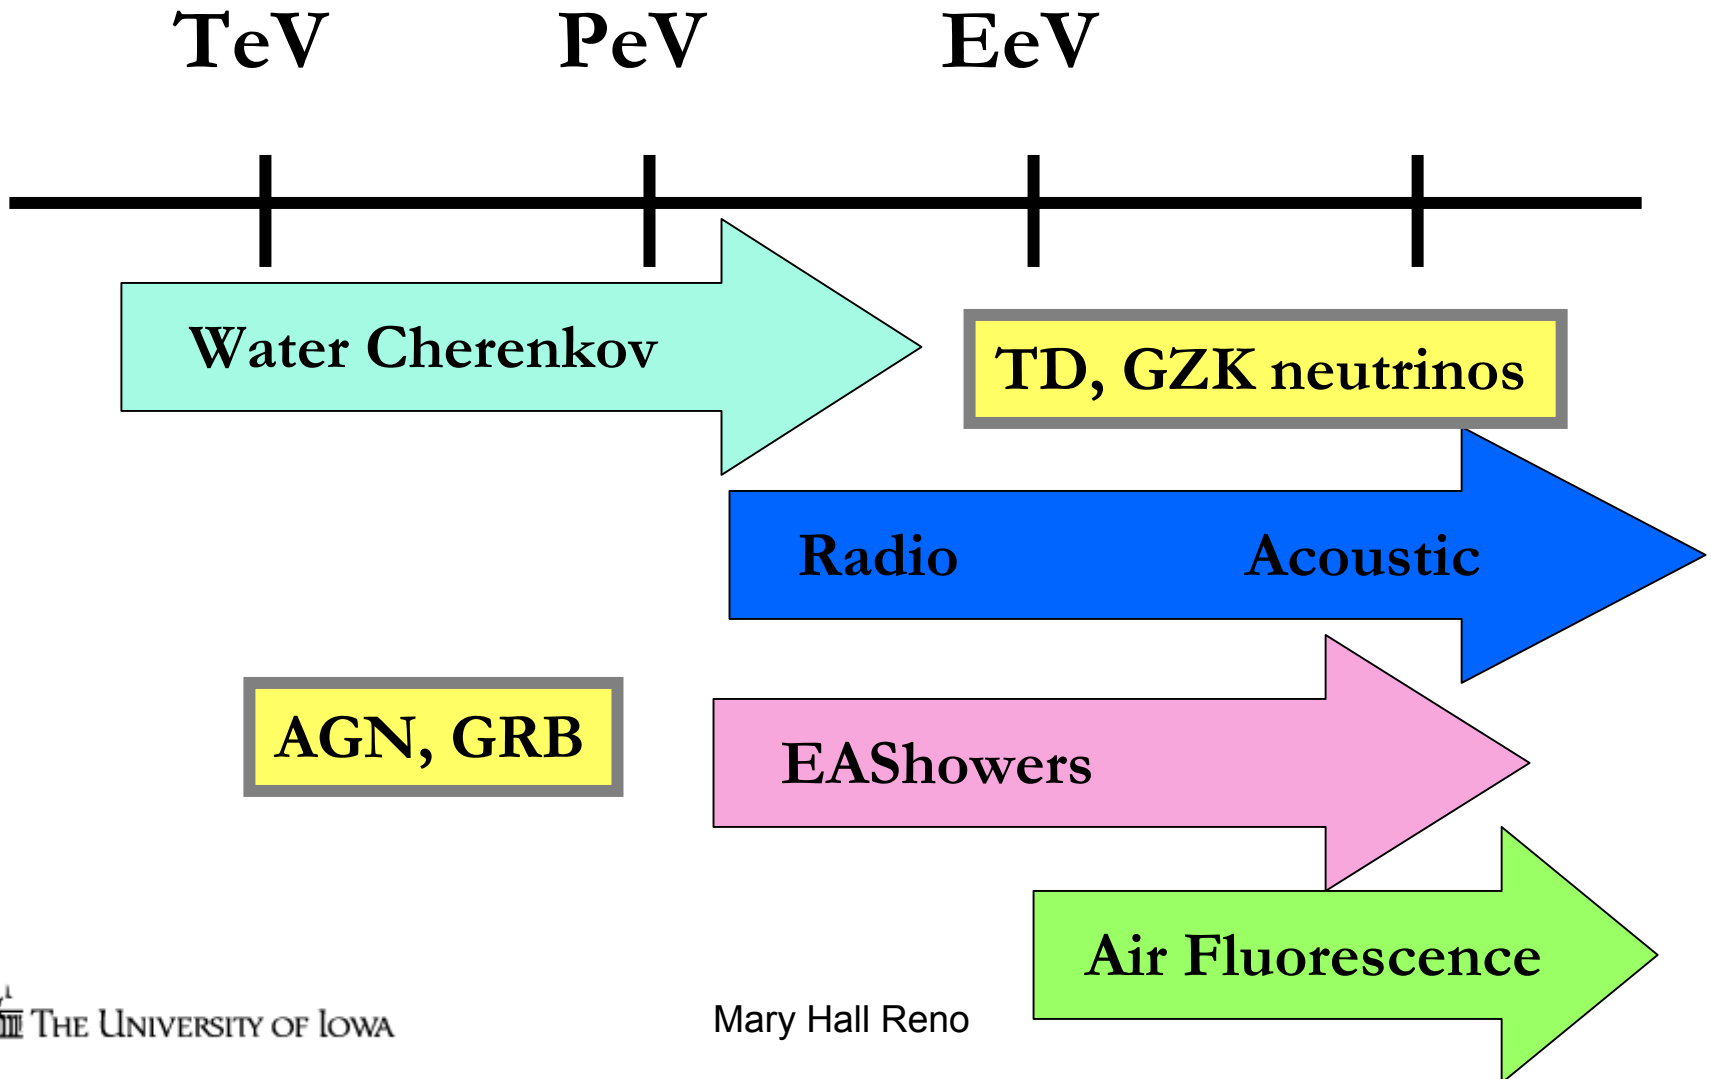 TeV PeV EeV
Water Cherenkov
TD, GZK neutrinos
Radio Acoustic
AGN, GRB
EAShowers
Air Fluorescence
THE UNIVERSITY OF IOWA
Mary Hall Reno